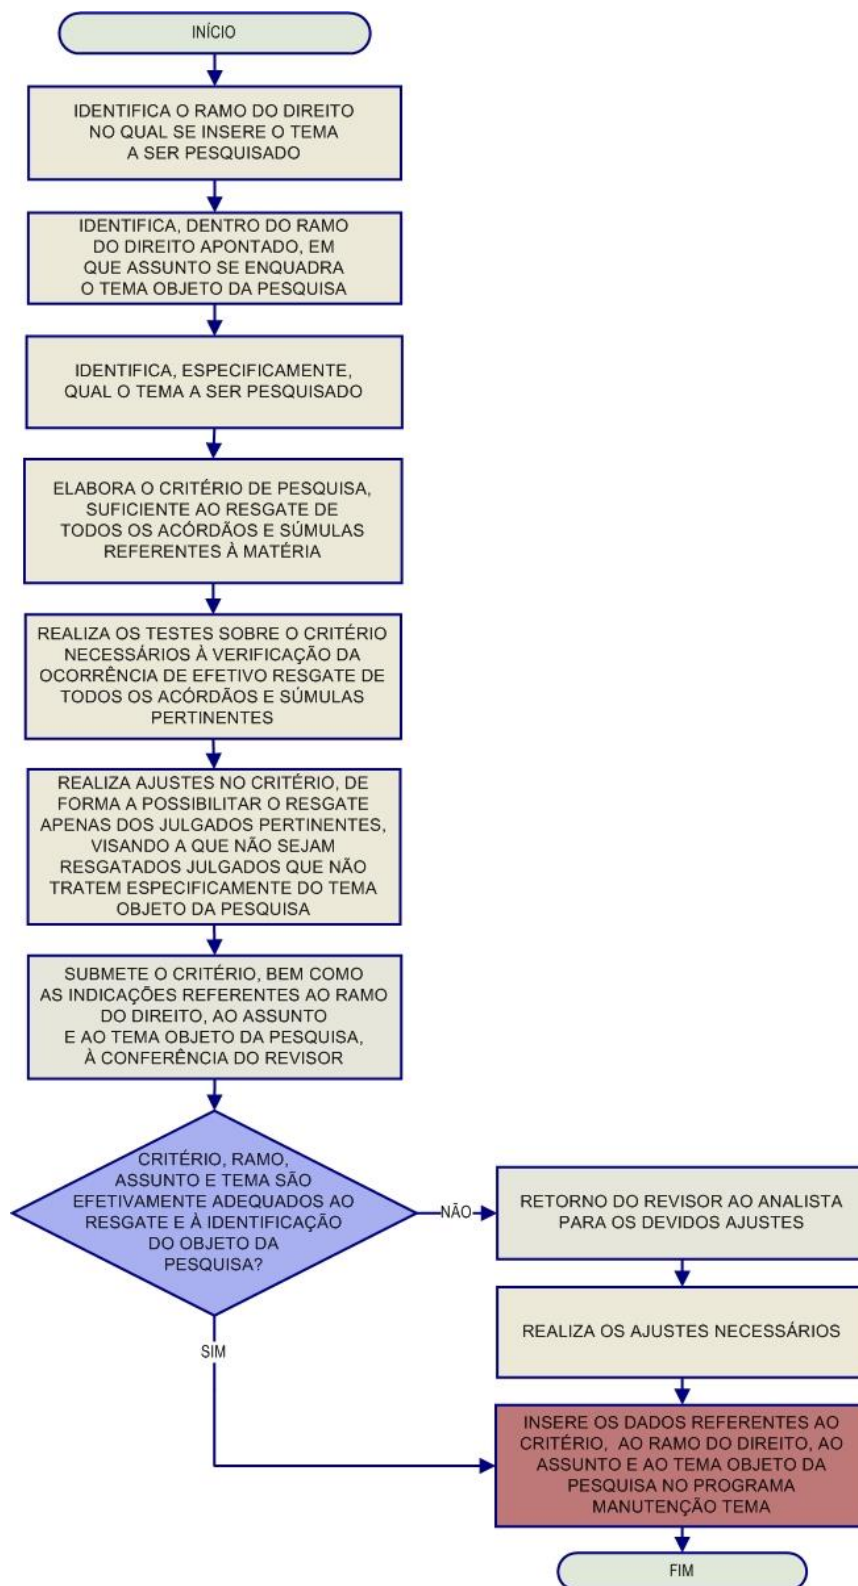 INÍCIO
IDENTIFICA O RAMO DO DIREITO
NO QUAL SE INSERE O TEMA
A SER PESQUISADO
IDENTIFICA, DENTRO DO RAMO
DO DIREITO APONTADO, EM
QUE ASSUNTO SE ENQUADRA
O TEMA OBJETO DA PESQUISA
IDENTIFICA, ESPECIFICAMENTE,
QUAL O TEMA A SER PESQUISADO
ELABORA O CRITÉRIO DE PESQUISA,
SUFICIENTE AO RESGATE DE
TODOS OS ACÓRDÃOS E SÚMULAS
REFERENTES À MATÉRIA
REALIZA OS TESTES SOBRE O CRITÉRIO
NECESSÁRIOS À VERIFICAÇÃO DA
OCORRÊNCIA DE EFETIVO RESGATE DE
TODOS OS ACÓRDÃOS E SÚMULAS
PERTINENTES
REALIZA AJUSTES NO CRITÉRIO, DE
FORMA A POSSIBILITAR O RESGATE
APENAS DOS JULGADOS PERTINENTES,
VISANDO A QUE NÃO SEJAM
RESGATADOS JULGADOS QUE NÃO
TRATEM ESPECIFICAMENTE DO TEMA
OBJETO DA PESQUISA
SUBMETE O CRITÉRIO, BEM COMO
AS INDICAÇÕES REFERENTES AO RAMO
DO DIREITO, AO ASSUNTO
E AO TEMA OBJETO DA PESQUISA,
À CONFERÊNCIA DO REVISOR
CRITÉRIO, RAMO,
ASSUNTO E TEMA SÃO
EFETIVAMENTE ADEQUADOS AO
RESGATE E À IDENTIFICAÇÃO
DO OBJETO DA
PESQUISA?
NÃO
RETORNO DO REVISOR AO ANALISTA
PARA OS DEVIDOS AJUSTES
REALIZA OS AJUSTES NECESSÁRIOS
SIM
INSERE OS DADOS REFERENTES AO
CRITÉRIO, AO RAMO DO DIREITO, AO
ASSUNTO E AO TEMA OBJETO DA
PESQUISA NO PROGRAMA
MANUTENÇÃO TEMA
FIM